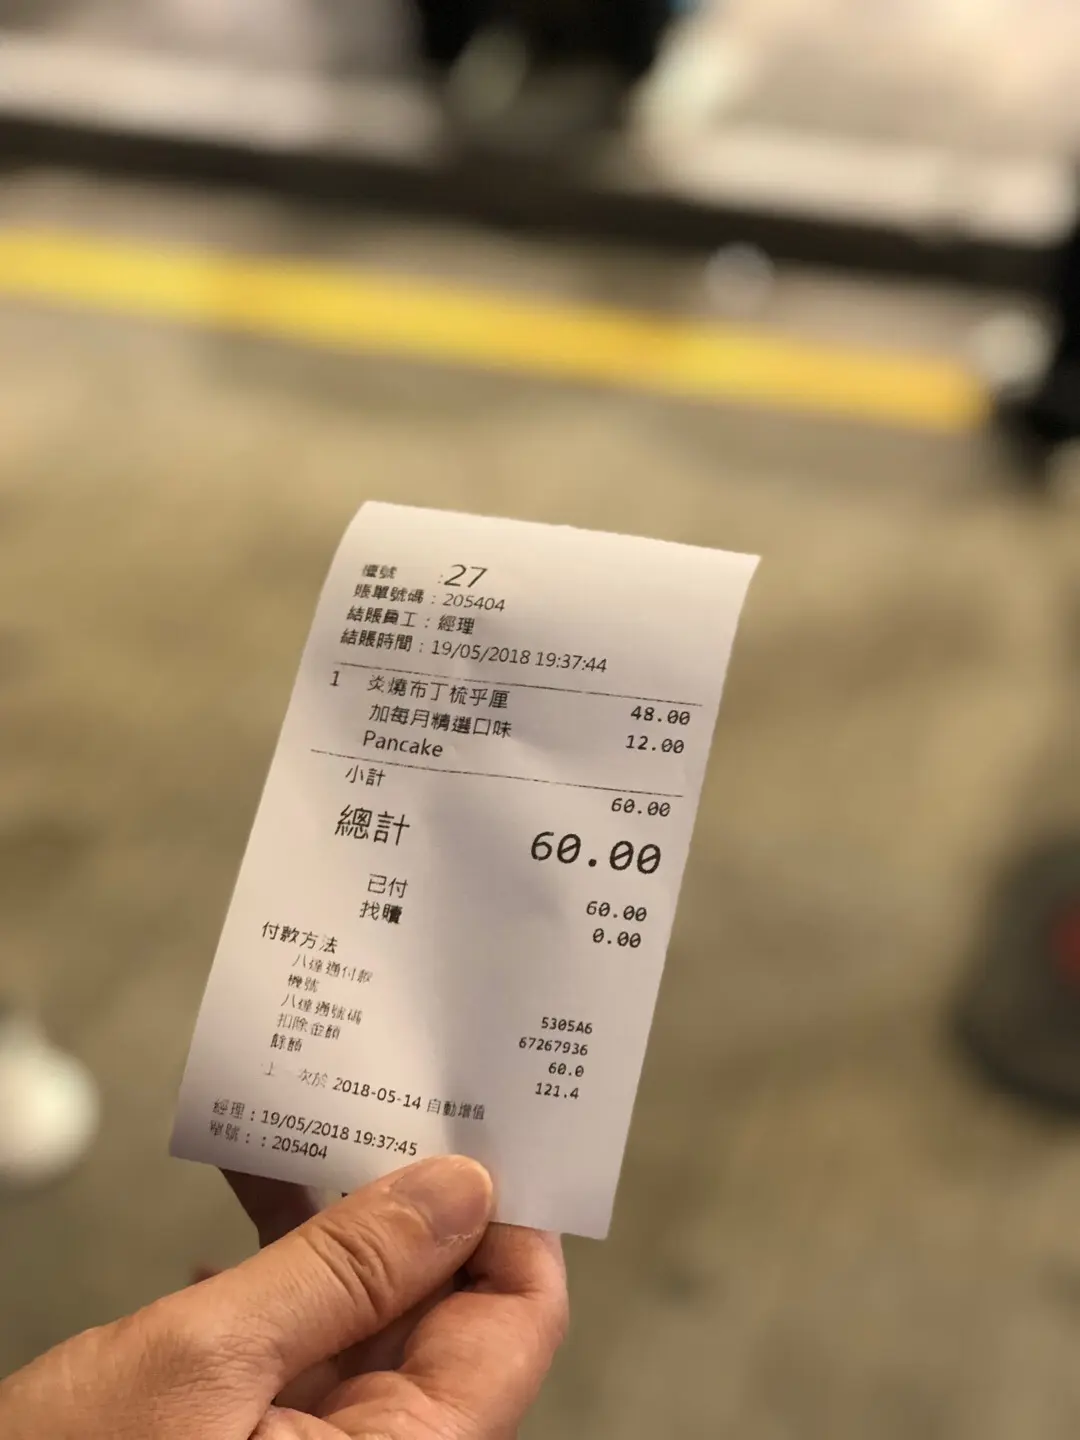 檯號 :27
賬單號碼：205404
結賬員工：經理
結賬時間：19/05/2018 19:37:44
1 炎燒布丁梳乎厘 48.00
加每月精選口味 12.00
Pancake
小計 60.00
總計 60.00
已付 60.00
找贖 0.00
付款方法
八達通付款
機號 5305A6
八達通號碼 67267936
扣除金額 60.0
餘額 121.4
上一次於 2018-05-14 自動增值
經理：19/05/2018 19:37:45
單號：：205404